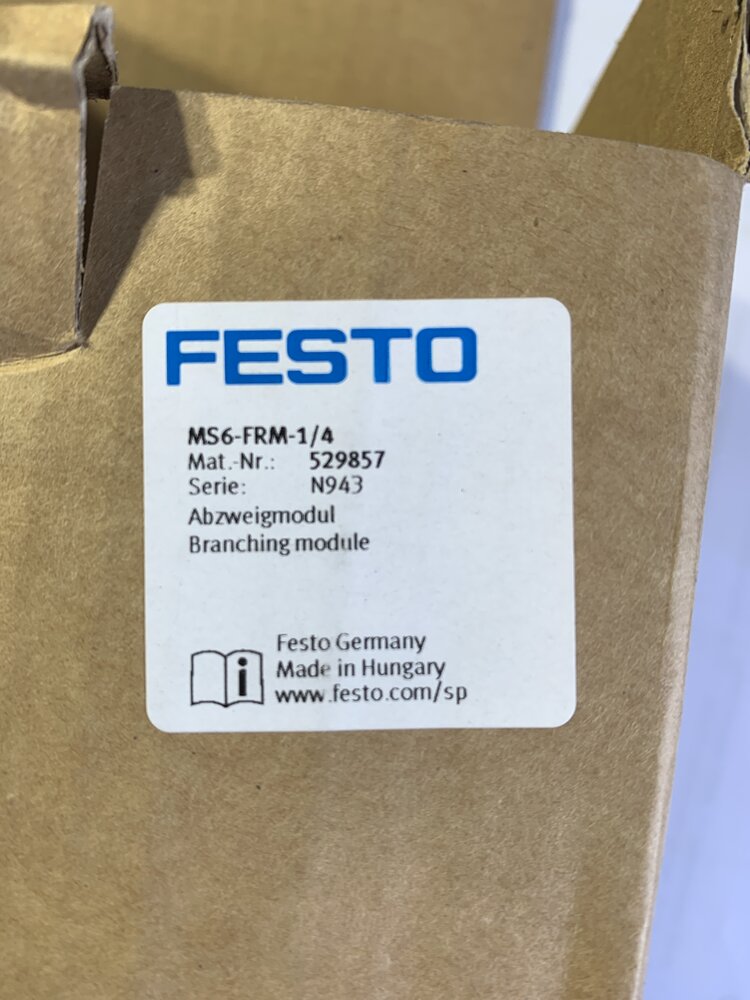 FESTO
MS6-FRM-1/4
Mat.-Nr.: 529857
Serie: N943
Abzweigmodul
Branching module
Festo Germany
Made in Hungary
www.festo.com/sp